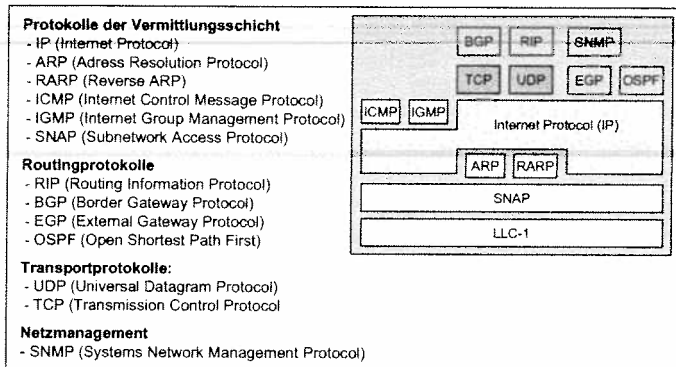 Protokolle der Vermittlungsschicht
- IP (Internet Protocol)
- ARP (Adress Resolution Protocol)
- RARP (Reverse ARP)
- ICMP (Internet Control Message Protocol)
- IGMP (Internet Group Management Protocol)
- SNAP (Subnetwork Access Protocol)
Routingprotokolle
- RIP (Routing Information Protocol)
- BGP (Border Gateway Protocol)
- EGP (External Gateway Protocol)
- OSPF (Open Shortest Path First)
Transportprotokolle:
- UDP (Universal Datagram Protocol)
- TCP (Transmission Control Protocol
Netzmanagement
- SNMP (Systems Network Management Protocol)
BGP RIP SNMP
TCP UDP EGP OSPF
ICMP IGMP Internet Protocol (IP)
ARP RARP
SNAP
LLC-1